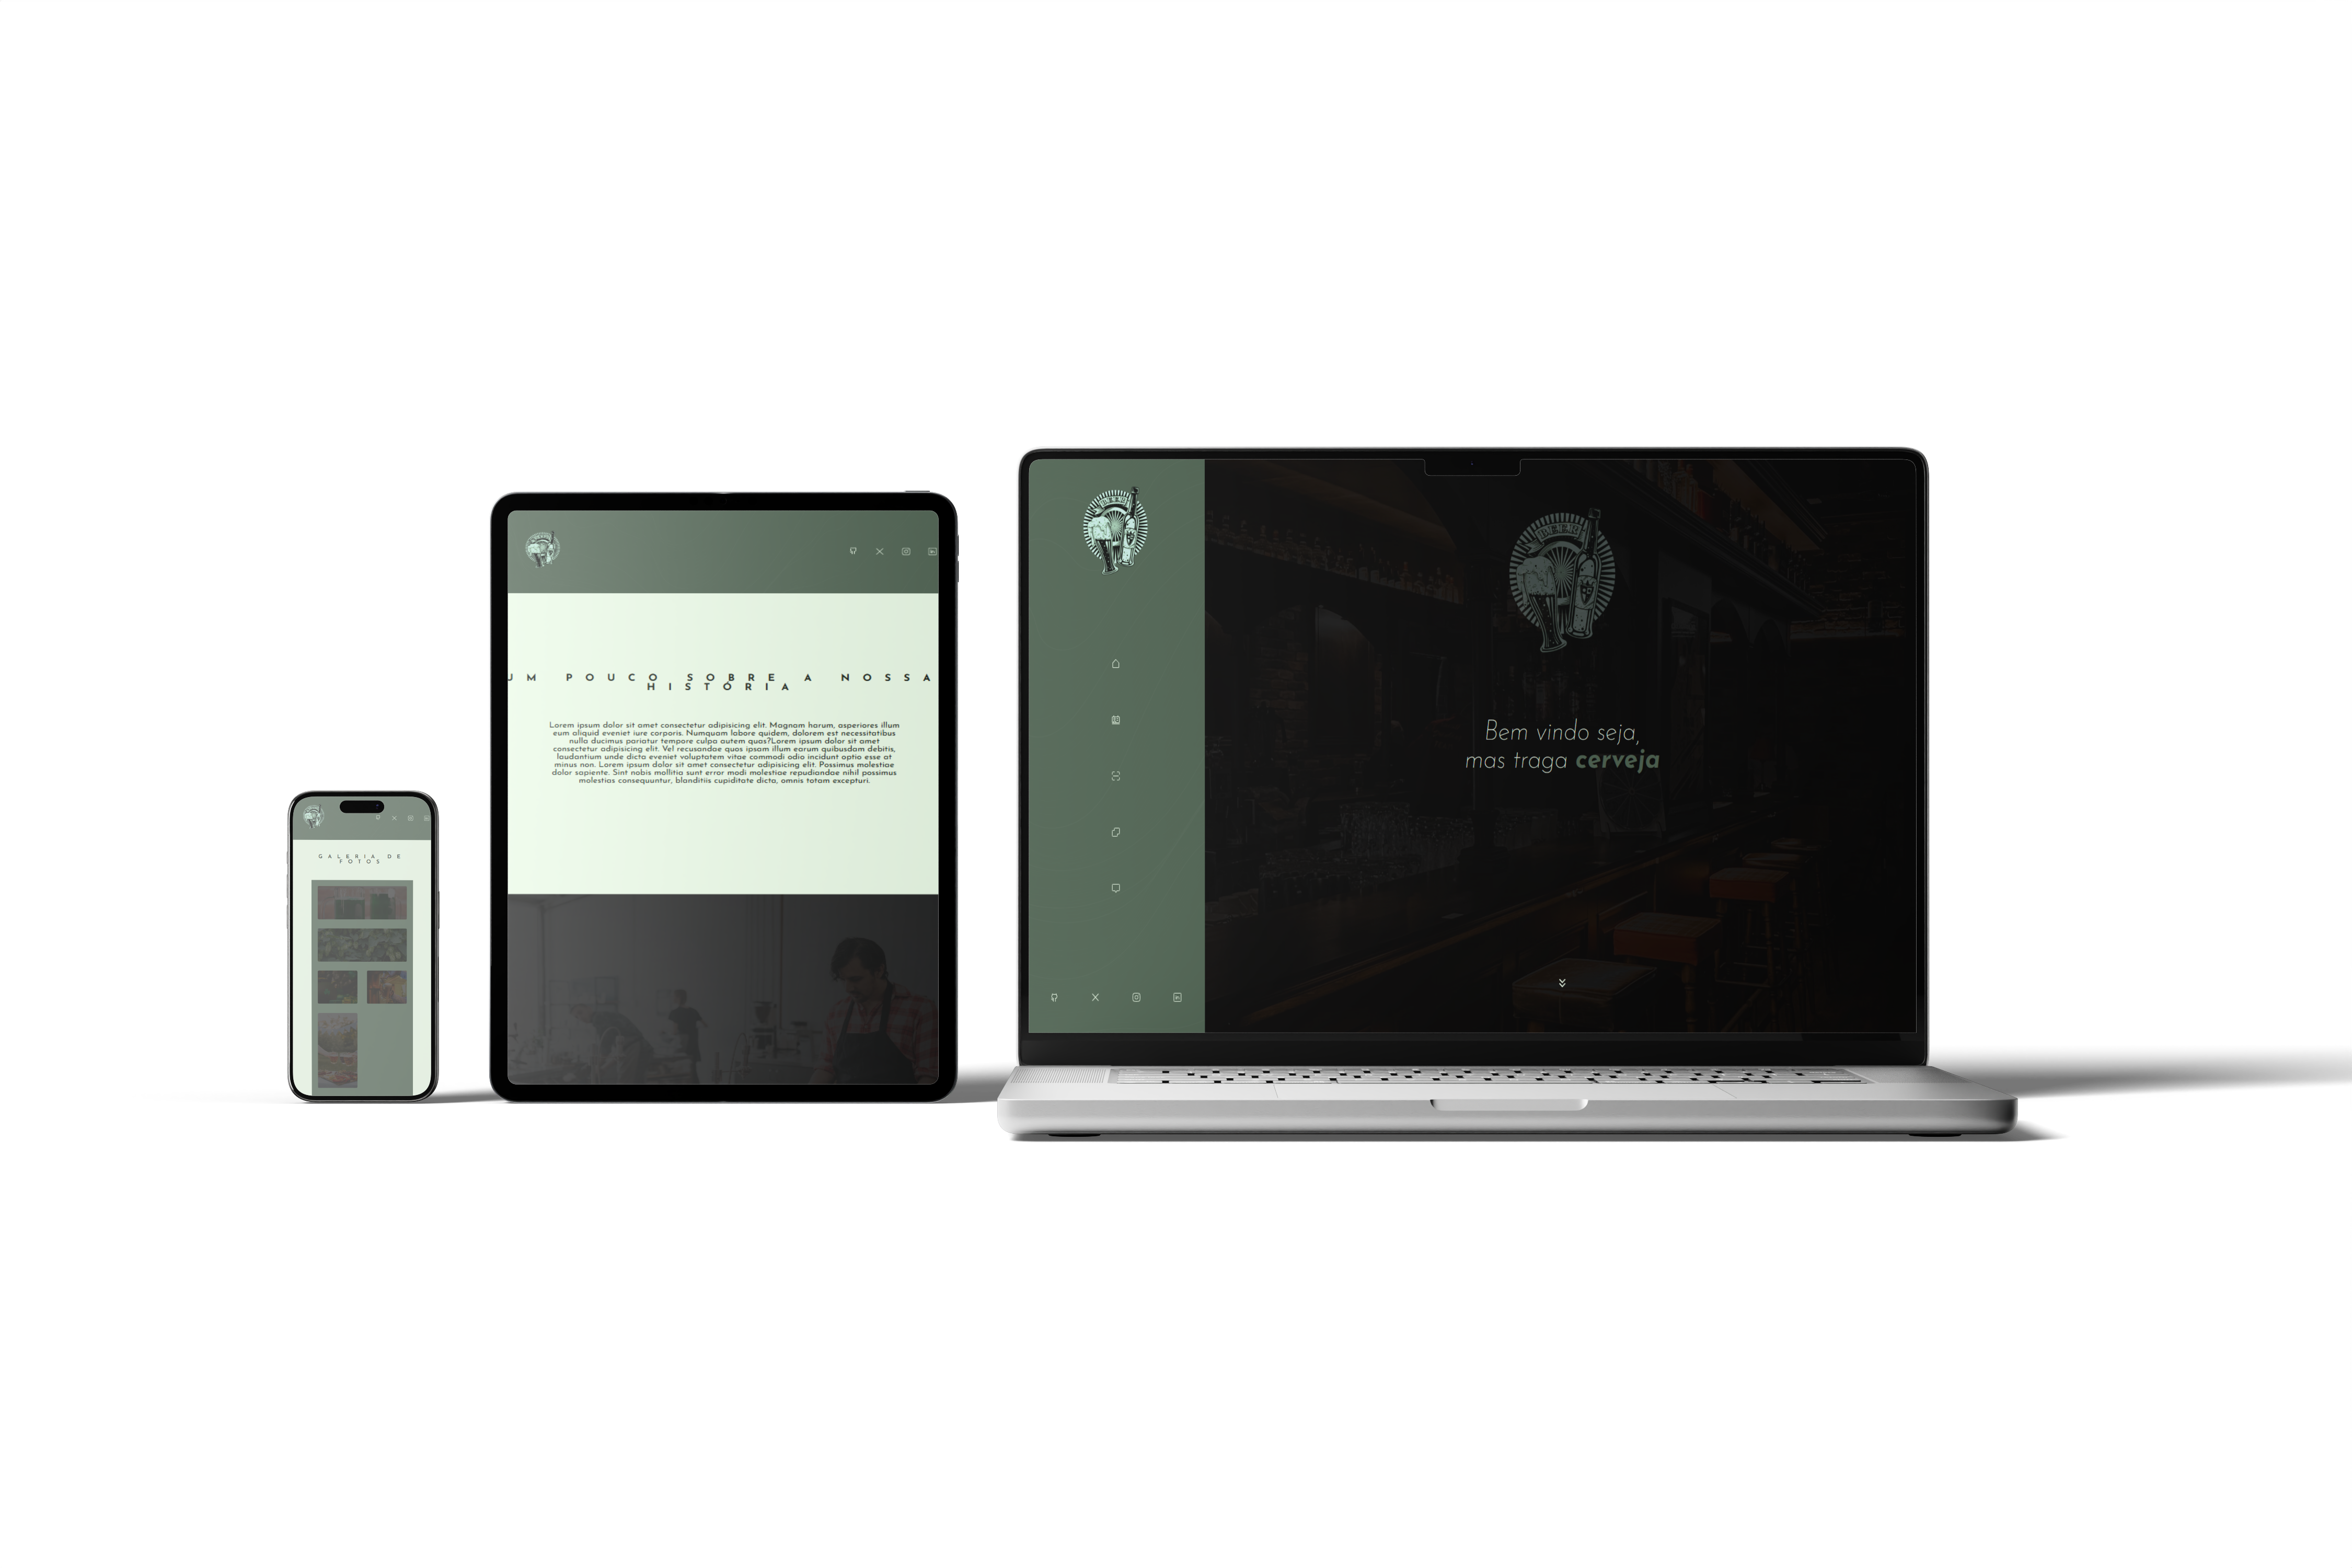 GALERIA DE
FOTOS
UM POUCO SOBRE A NOSSA
HISTÓRIA
Lorem ipsum dolor sit amet consectetur adipisicing elit. Magnam harum, asperiores illum
eum aliquid eveniet iure corporis. Numquam labore quidem, dolorem est necessitatibus
nulla ducimus pariatur tempore culpa autem quas?Lorem ipsum dolor sit amet
consectetur adipisicing elit. Vel recusandae quos ipsam illum earum quibusdam debitis,
laudantium unde dicta eveniet voluptatem vitae commodi odio incidunt optio esse at
minus non. Lorem ipsum dolor sit amet consectetur adipisicing elit. Possimus molestiae
dolor sapiente. Sint nobis mollitia sunt error modi molestiae repudiandae nihil possimus
molestias consequuntur, blanditiis cupiditate dicta, omnis totam excepturi.
Bem vindo seja,
mas traga cerveja